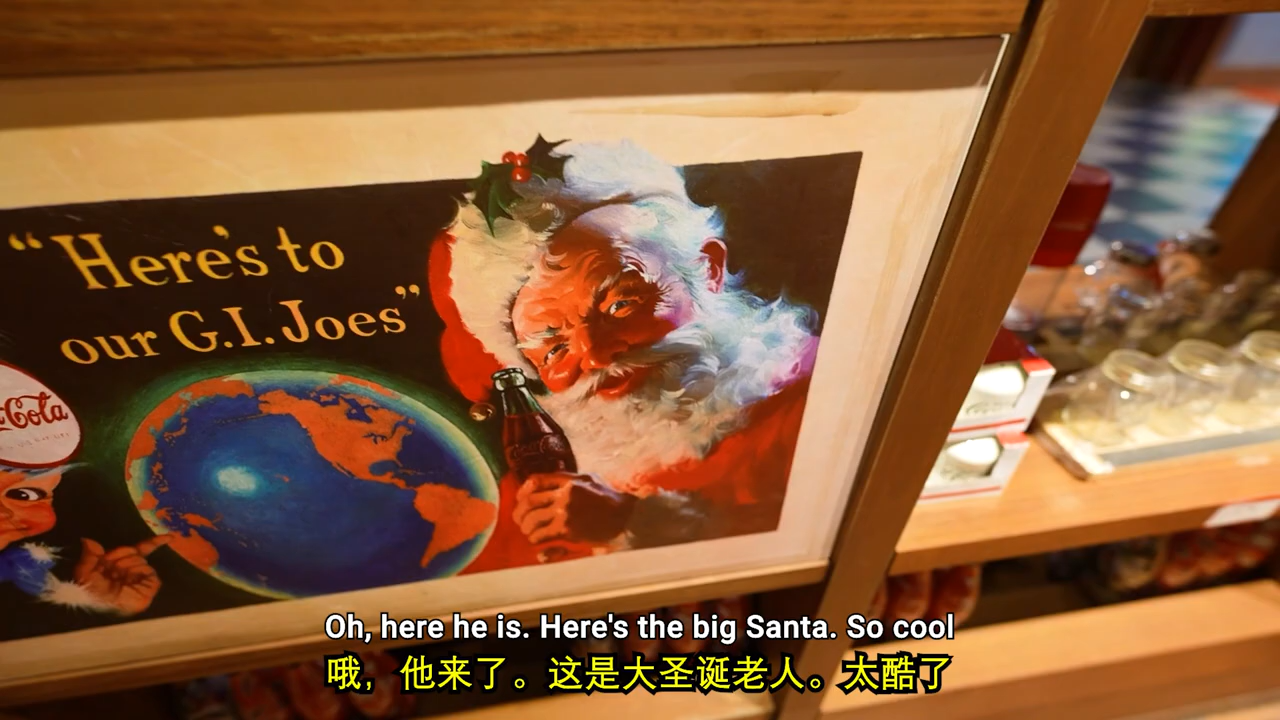 “Here's to
our G.I. Joes”
Coca-Cola
Oh, here he is. Here's the big Santa. So cool
哦，他来了。这是大圣诞老人。太酷了